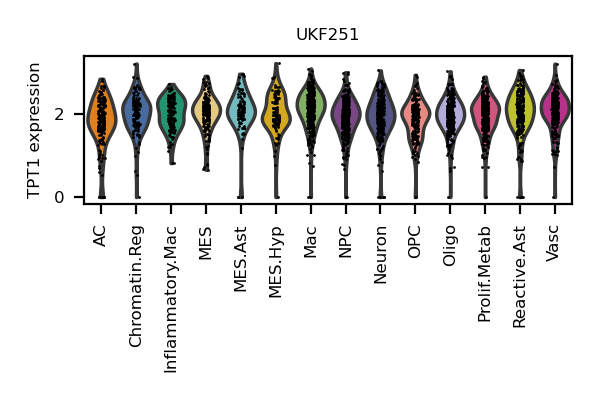 UKF251
TPT1 expression
2
0
AC
Chromatin.Reg
Inflammatory.Mac
MES
MES.Ast
MES.Hyp
Mac
NPC
Neuron
OPC
Oligo
Prolif.Metab
Reactive.Ast
Vasc